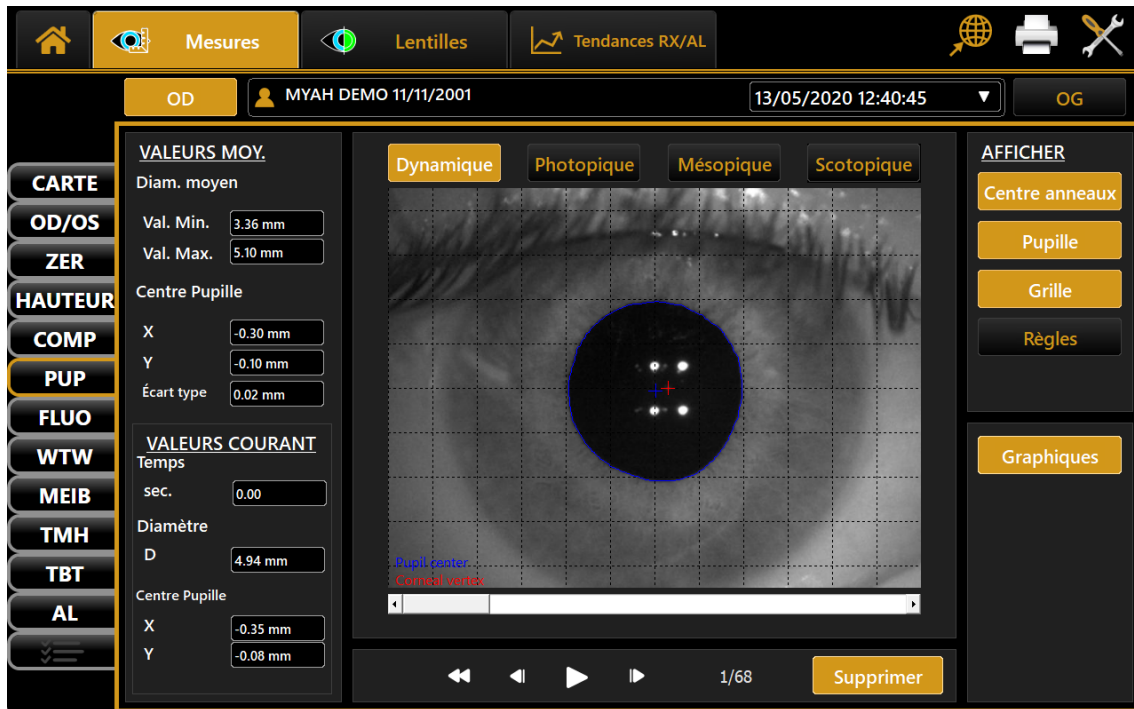 Mesures
Lentilles
Tendances RX/AL
OD
MYAH DEMO 11/11/2001
13/05/2020 12:40:45
OG
CARTE
OD/OS
ZER
HAUTEUR
COMP
PUP
FLUO
WTW
MEIB
TMH
TBT
AL
VALEURS MOY.
Diam. moyen
Val. Min. 3.36 mm
Val. Max. 5.10 mm
Centre Pupille
X -0.30 mm
Y -0.10 mm
Écart type 0.02 mm
VALEURS COURANT
Temps
sec. 0.00
Diamètre
D 4.94 mm
Centre Pupille
X -0.35 mm
Y -0.08 mm
Dynamique
Photopique
Mésopique
Scotopique
Pupil center
Corneal vertex
1/68
Supprimer
AFFICHER
Centre anneaux
Pupille
Grille
Règles
Graphiques